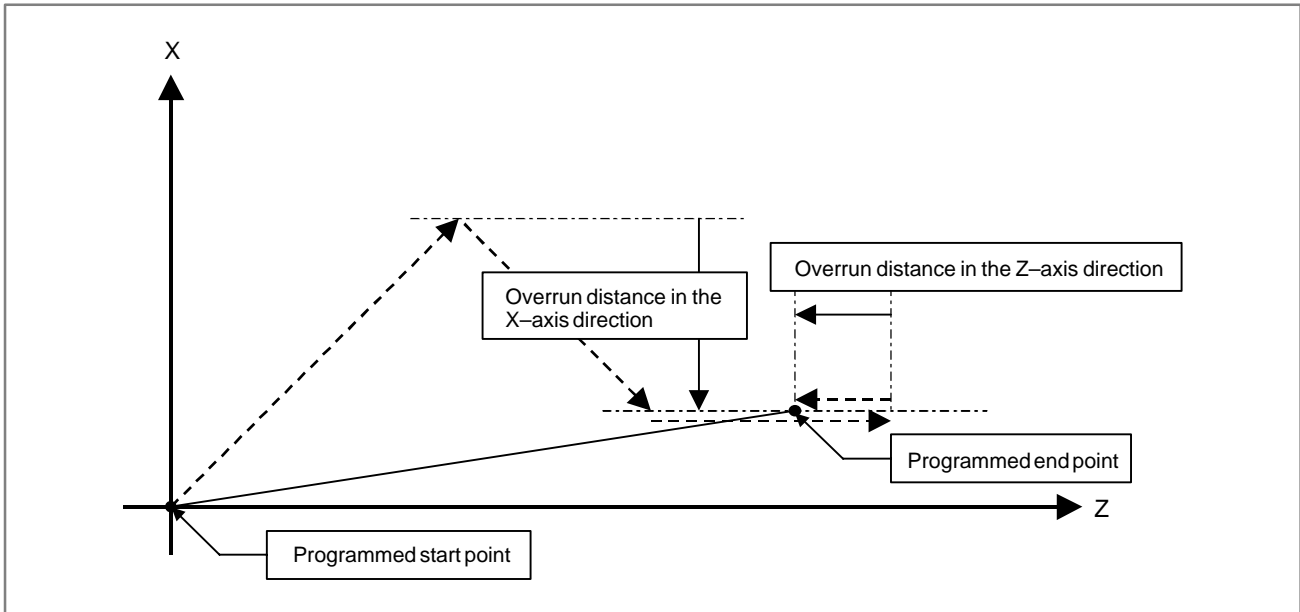 X
Overrun distance in the Z–axis direction
Overrun distance in the
X–axis direction
Programmed end point
Z
Programmed start point